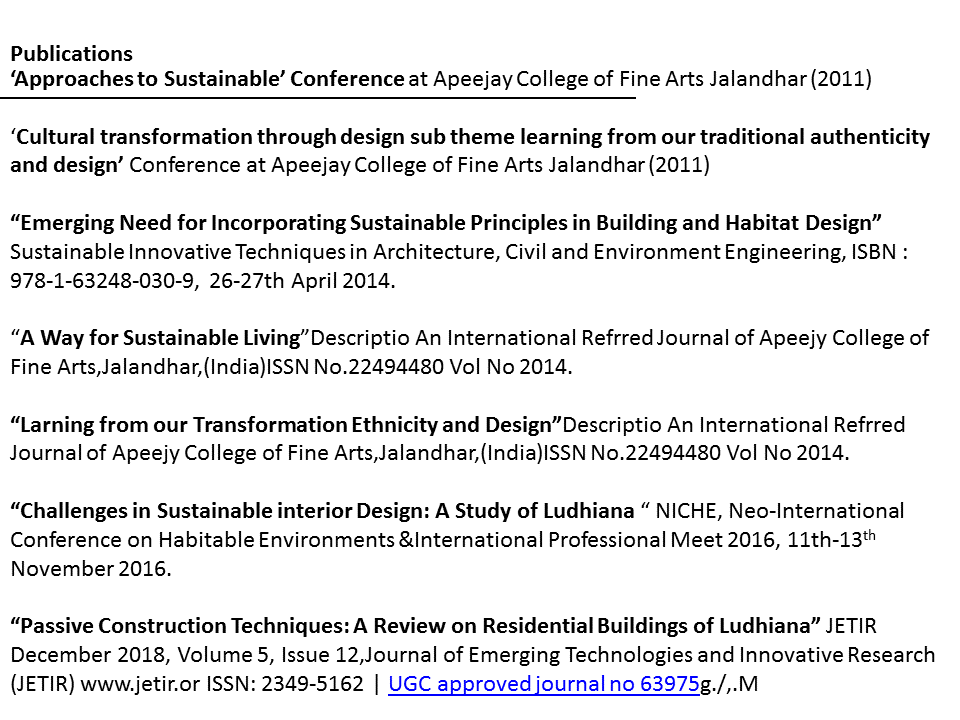 Publications
‘Approaches to Sustainable’ Conference at Apeejay College of Fine Arts Jalandhar (2011)
‘Cultural transformation through design sub theme learning from our traditional authenticity
and design’ Conference at Apeejay College of Fine Arts Jalandhar (2011)
“Emerging Need for Incorporating Sustainable Principles in Building and Habitat Design”
Sustainable Innovative Techniques in Architecture, Civil and Environment Engineering, ISBN :
978-1-63248-030-9, 26-27th April 2014.
“A Way for Sustainable Living”Descriptio An International Refrred Journal of Apeejy College of
Fine Arts,Jalandhar,(India)ISSN No.22494480 Vol No 2014.
“Larning from our Transformation Ethnicity and Design”Descriptio An International Refrred
Journal of Apeejy College of Fine Arts,Jalandhar,(India)ISSN No.22494480 Vol No 2014.
“Challenges in Sustainable interior Design: A Study of Ludhiana “ NICHE, Neo-International
Conference on Habitable Environments &International Professional Meet 2016, 11th-13th
November 2016.
“Passive Construction Techniques: A Review on Residential Buildings of Ludhiana” JETIR
December 2018, Volume 5, Issue 12,Journal of Emerging Technologies and Innovative Research
(JETIR) www.jetir.or ISSN: 2349-5162 | UGC approved journal no 63975g./,.M